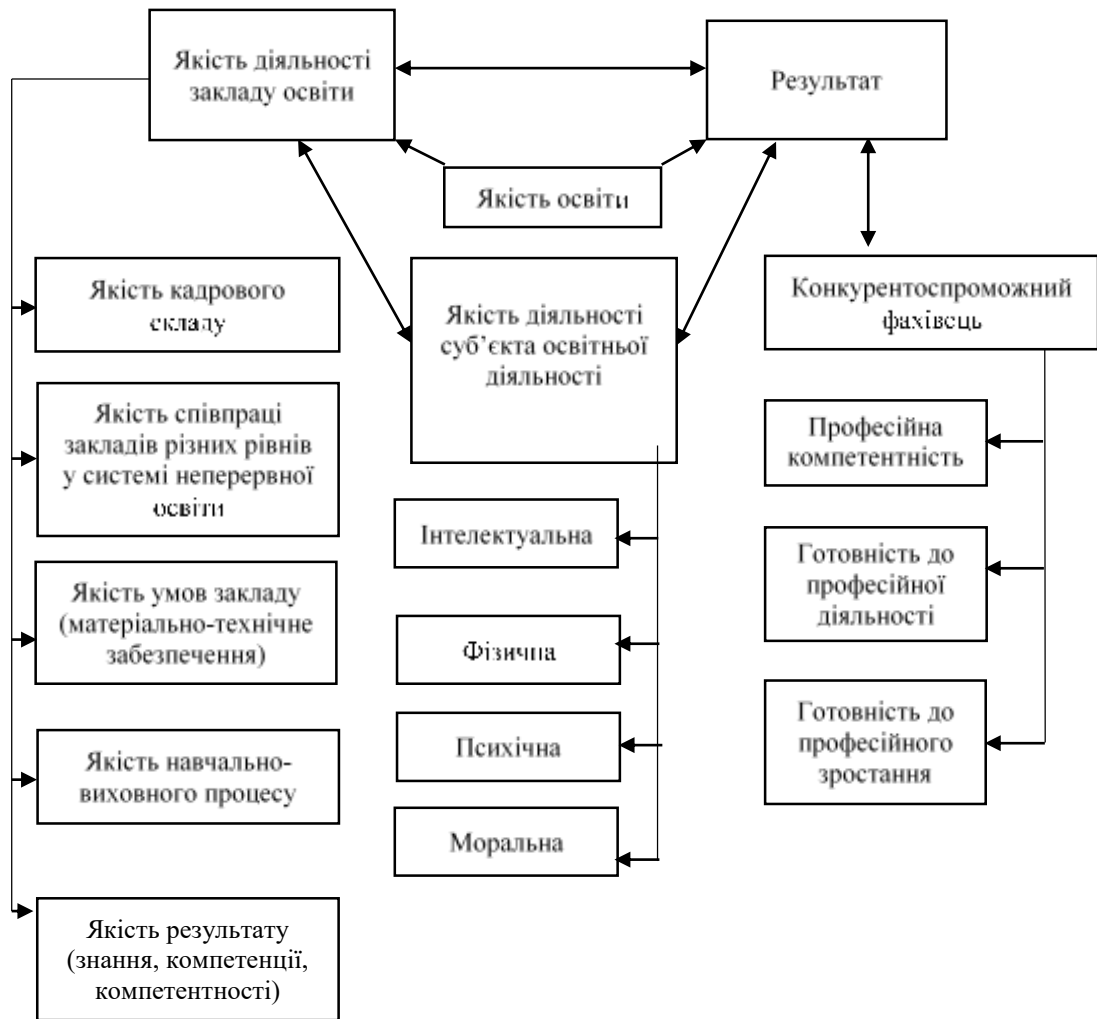 Якість діяльності
закладу освіти
Результат
Якість освіти
Якість діяльності
суб’єкта освітньої
діяльності
Якість кадрового
складу
Якість співпраці
закладів різних рівнів
у системі неперервної
освіти
Якість умов закладу
(матеріально-технічне
забезпечення)
Якість навчально-
виховного процесу
Якість результату
(знання, компетенції,
компетентності)
Інтелектуальна
Фізична
Психічна
Моральна
Конкурентоспроможний
фахівець
Професійна
компетентність
Готовність до
професійної
діяльності
Готовність до
професійного
зростання